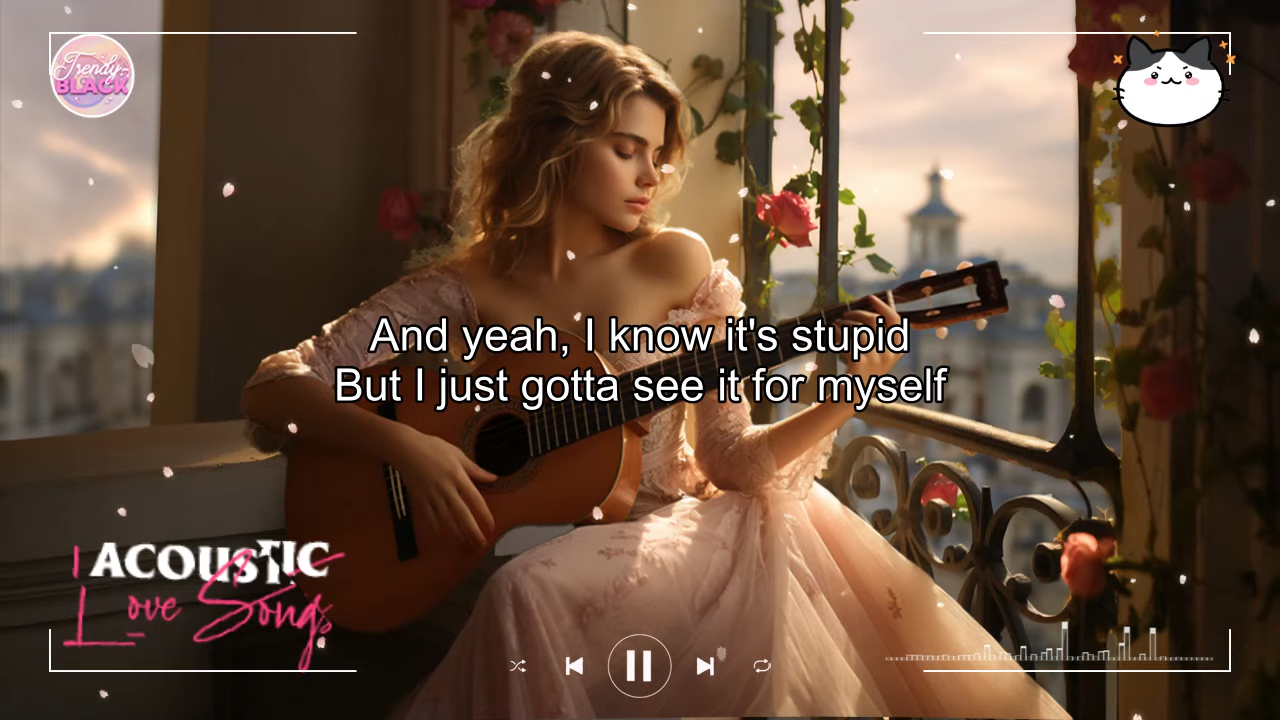 Trendy
BLACK
And yeah, I know it's stupid
But I just gotta see it for myself
ACOUSTIC
Love Songs